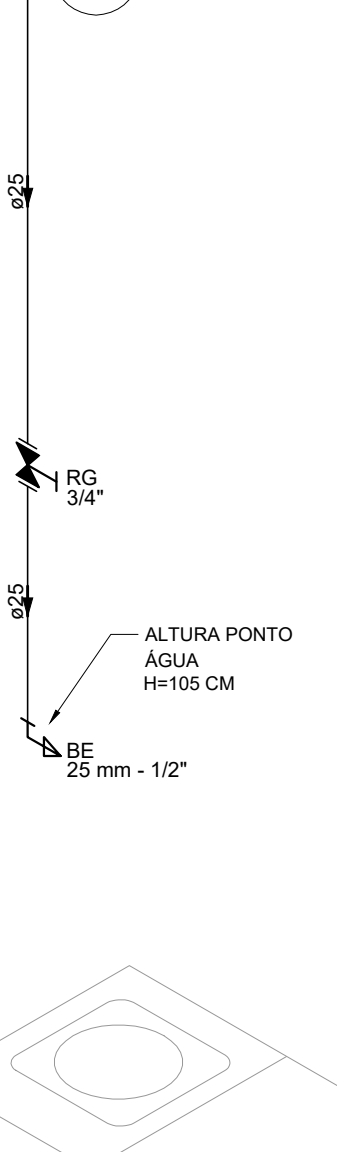 ø25
RG
3/4"
ø25
ALTURA PONTO
ÁGUA
H=105 CM
BE
25 mm - 1/2"